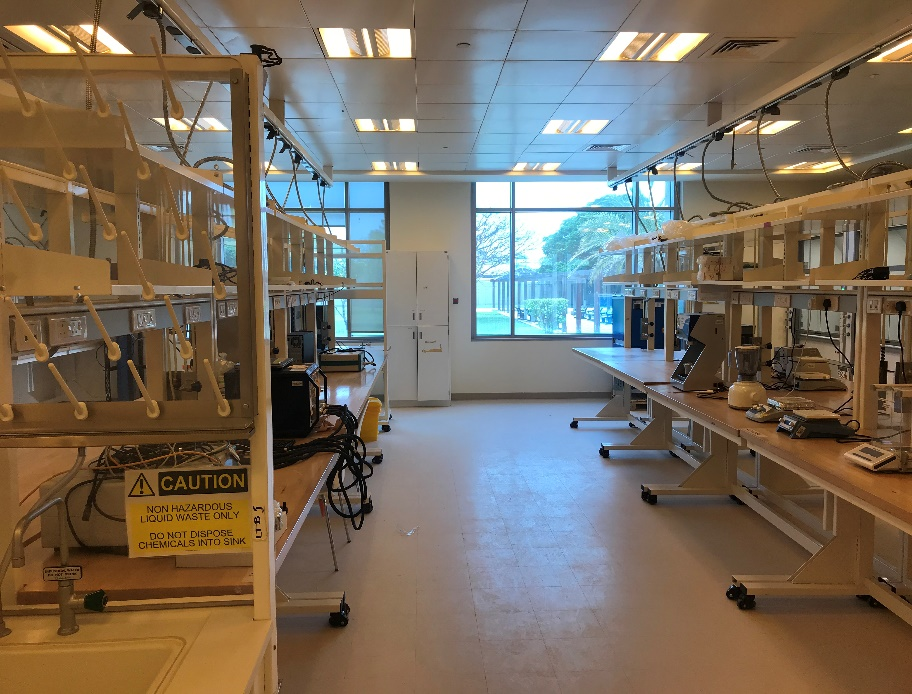 CAUTION
NON HAZARDOUS
LIQUID WASTE ONLY
DO NOT DISPOSE
CHEMICALS INTO SINK